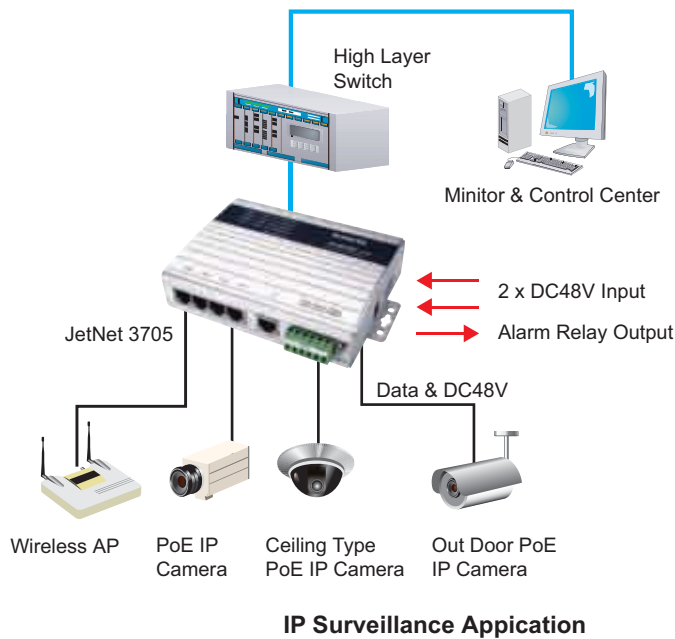 High Layer
Switch
Minitor & Control Center
2 x DC48V Input
Alarm Relay Output
JetNet 3705
Data & DC48V
Wireless AP
PoE IP
Camera
Ceiling Type
PoE IP Camera
Out Door PoE
IP Camera
IP Surveillance Appication